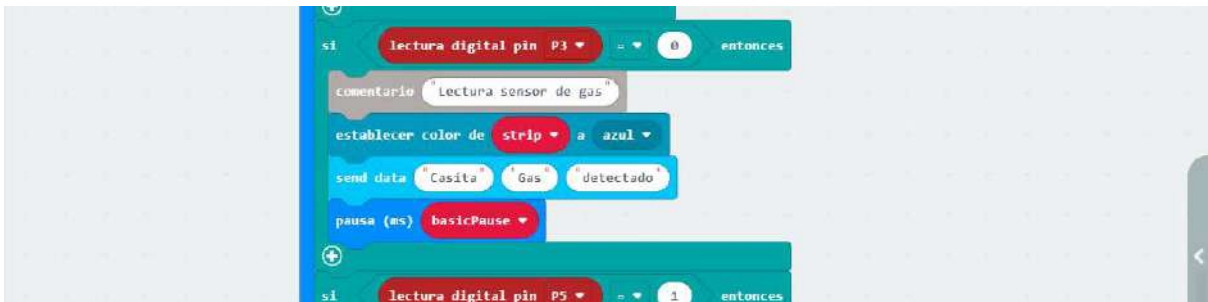 si lectura digital pin P3 = 0 entonces
comentario "Lectura sensor de gas"
establecer color de strip a azul
send data "Casita" "Gas" "detectado"
pausa (ms) basicPause
si lectura digital pin P5 = 1 entonces